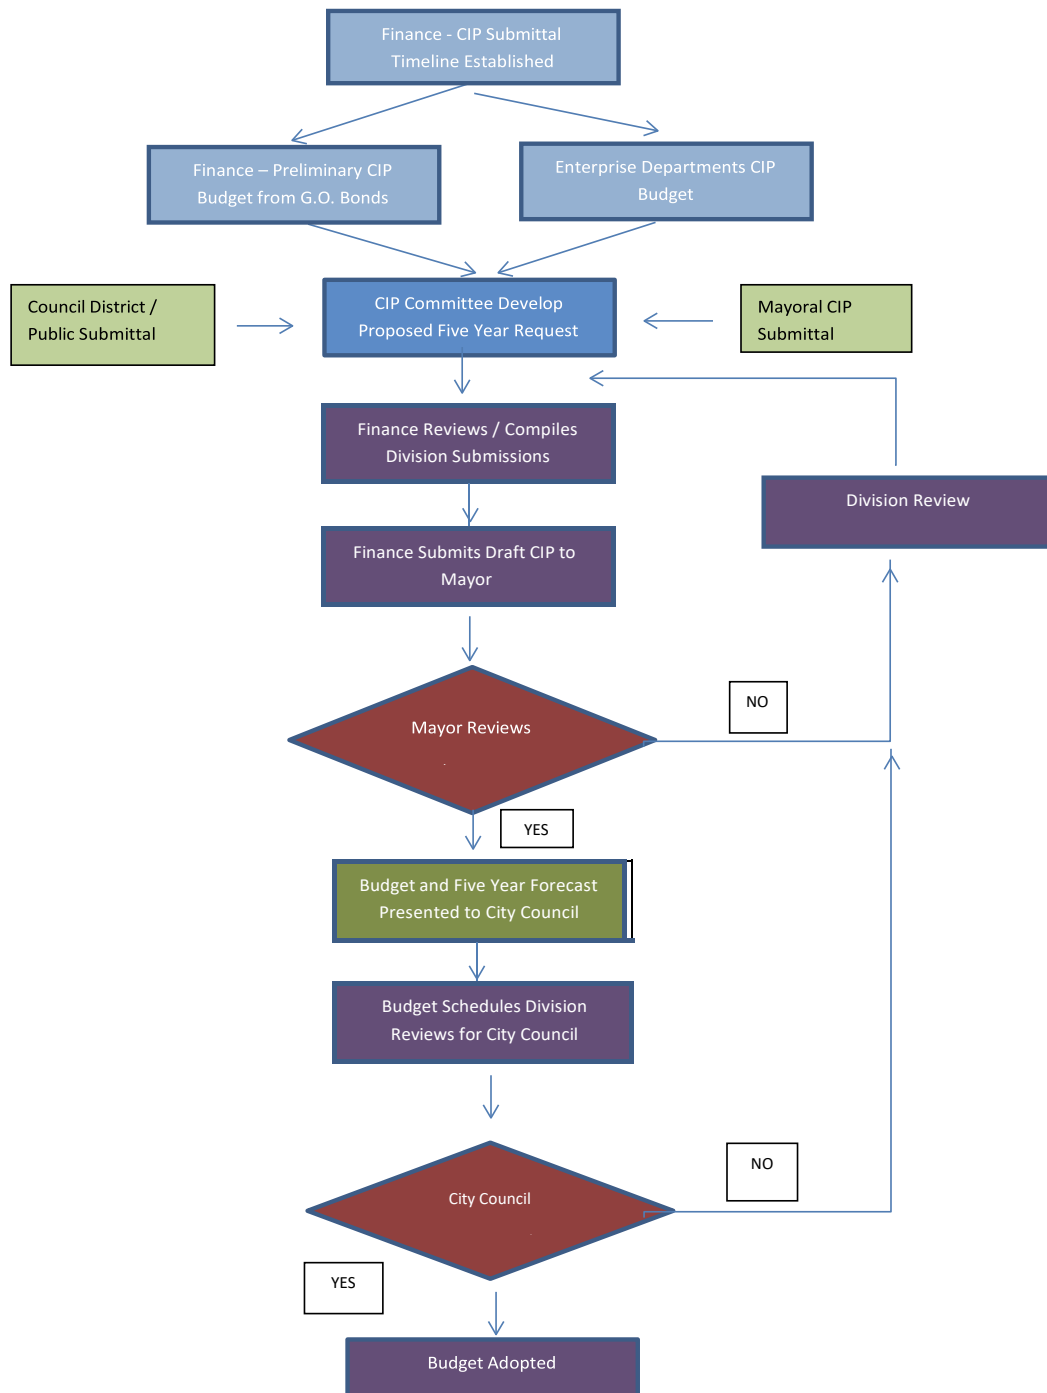 Finance - CIP Submittal
Timeline Established
Finance – Preliminary CIP
Budget from G.O. Bonds
Enterprise Departments CIP
Budget
Council District /
Public Submittal
CIP Committee Develop
Proposed Five Year Request
Mayoral CIP
Submittal
Finance Reviews / Compiles
Division Submissions
Division Review
Finance Submits Draft CIP to
Mayor
NO
Mayor Reviews
YES
Budget and Five Year Forecast
Presented to City Council
Budget Schedules Division
Reviews for City Council
NO
City Council
YES
Budget Adopted